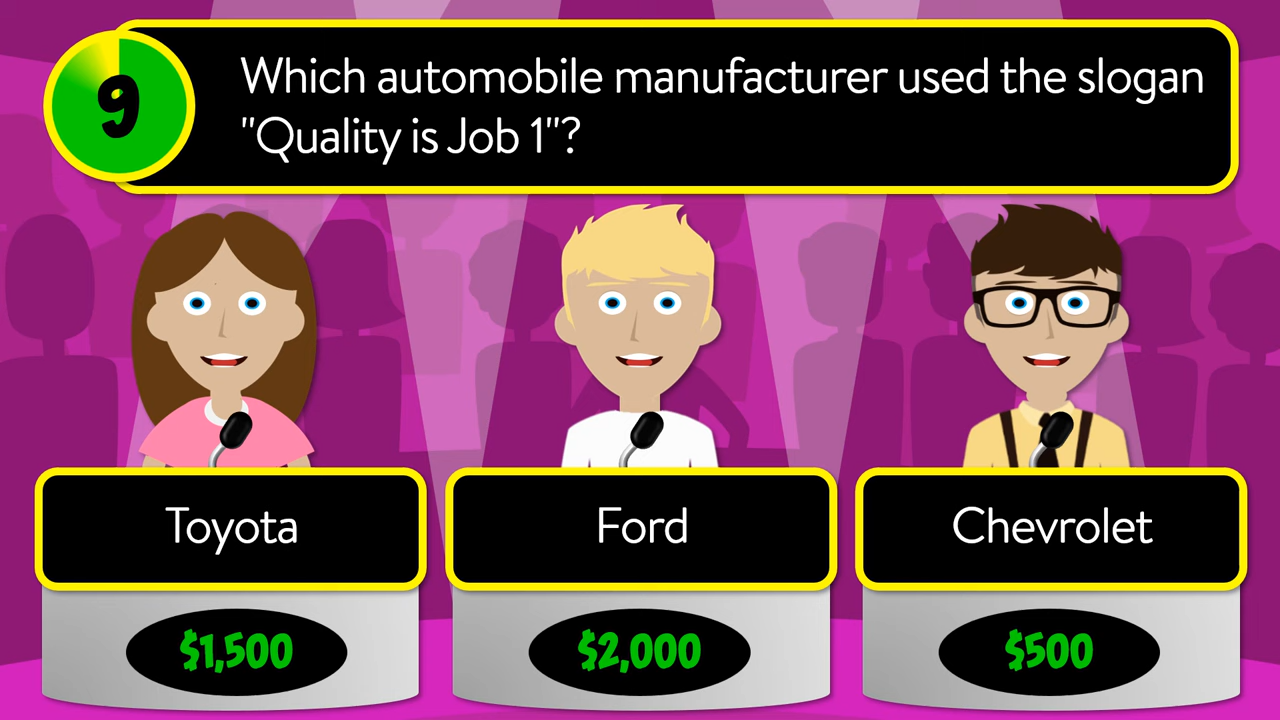 9
Which automobile manufacturer used the slogan
"Quality is Job 1"?
Toyota
Ford
Chevrolet
$1,500
$2,000
$500